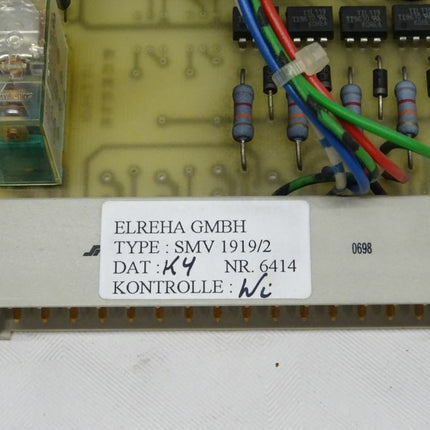 ELREHA GMBH
TYPE : SMV 1919/2
DAT : K4 NR. 6414
KONTROLLE : Wi
0698